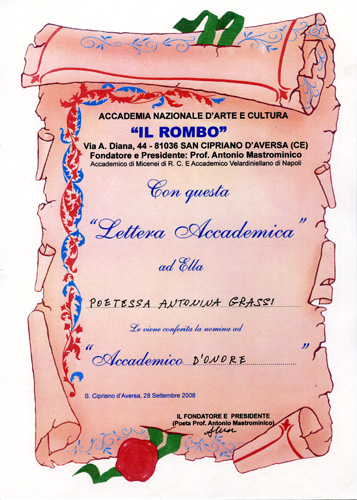 ACCADEMIA NAZIONALE D'ARTE E CULTURA
"IL ROMBO"
Via A. Diana, 44 - 81036 SAN CIPRIANO D'AVERSA (CE)
Fondatore e Presidente: Prof. Antonio Mastrominico
Accademico di Micenei di R. C. E Accademico Velardiniellano di Napoli
Con questa
"Lettera Accademica"
ad Ella
POETESSA ANTONINA GRASSI
Le viene conferita la nomina ad
"Accademico D'ONORE"
S. Cipriano d'Aversa, 28 Settembre 2008
IL FONDATORE E PRESIDENTE
(Poeta Prof. Antonio Mastrominico)